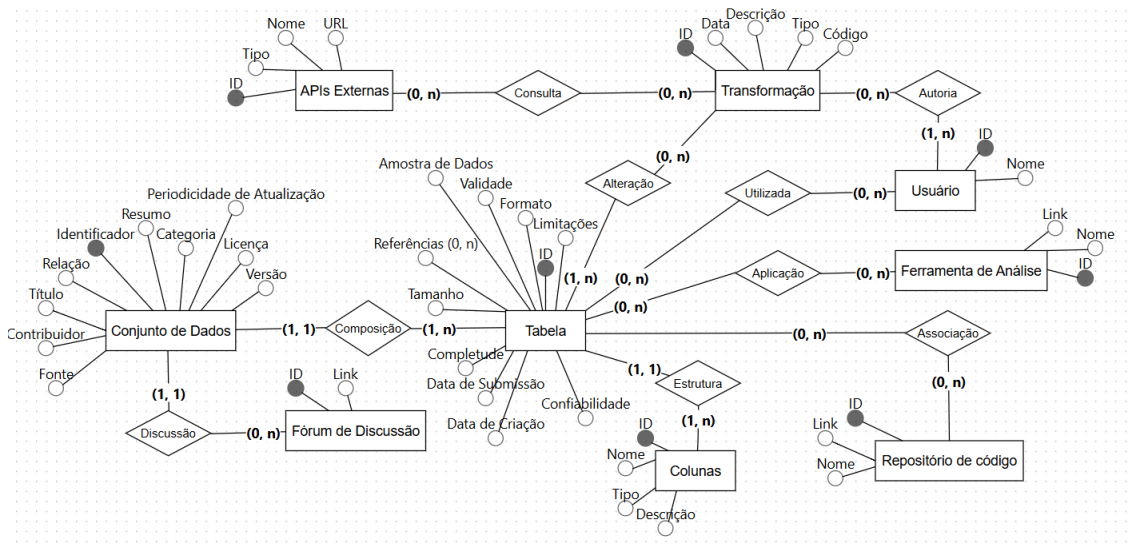 Nome
URL
Tipo
ID
APIs Externas
(0, n)
Consulta
(0, n)
ID
Data
Descrição
Tipo
Código
Transformação
(0, n)
Autoria
(1, n)
ID
Nome
Usuário
(0, n)
Alteração
(1, n)
Utilizada
(0, n)
(0, n)
Link
Nome
ID
Ferramenta de Análise
(0, n)
Aplicação
(0, n)
Amostra de Dados
Validade
Formato
Limitações
ID
Referências (0, n)
Tamanho
Tabela
Completude
Data de Submissão
Data de Criação
Confiabilidade
Periodicidade de Atualização
Resumo
Identificador
Categoria
Relação
Licença
Título
Versão
Contribuidor
Fonte
Conjunto de Dados
(1, 1)
Composição
(1, n)
(1, 1)
Discussão
(0, n)
ID
Link
Fórum de Discussão
(1, 1)
Estrutura
(1, n)
ID
Nome
Tipo
Descrição
Colunas
(0, n)
Associação
(0, n)
ID
Link
Nome
Repositório de código